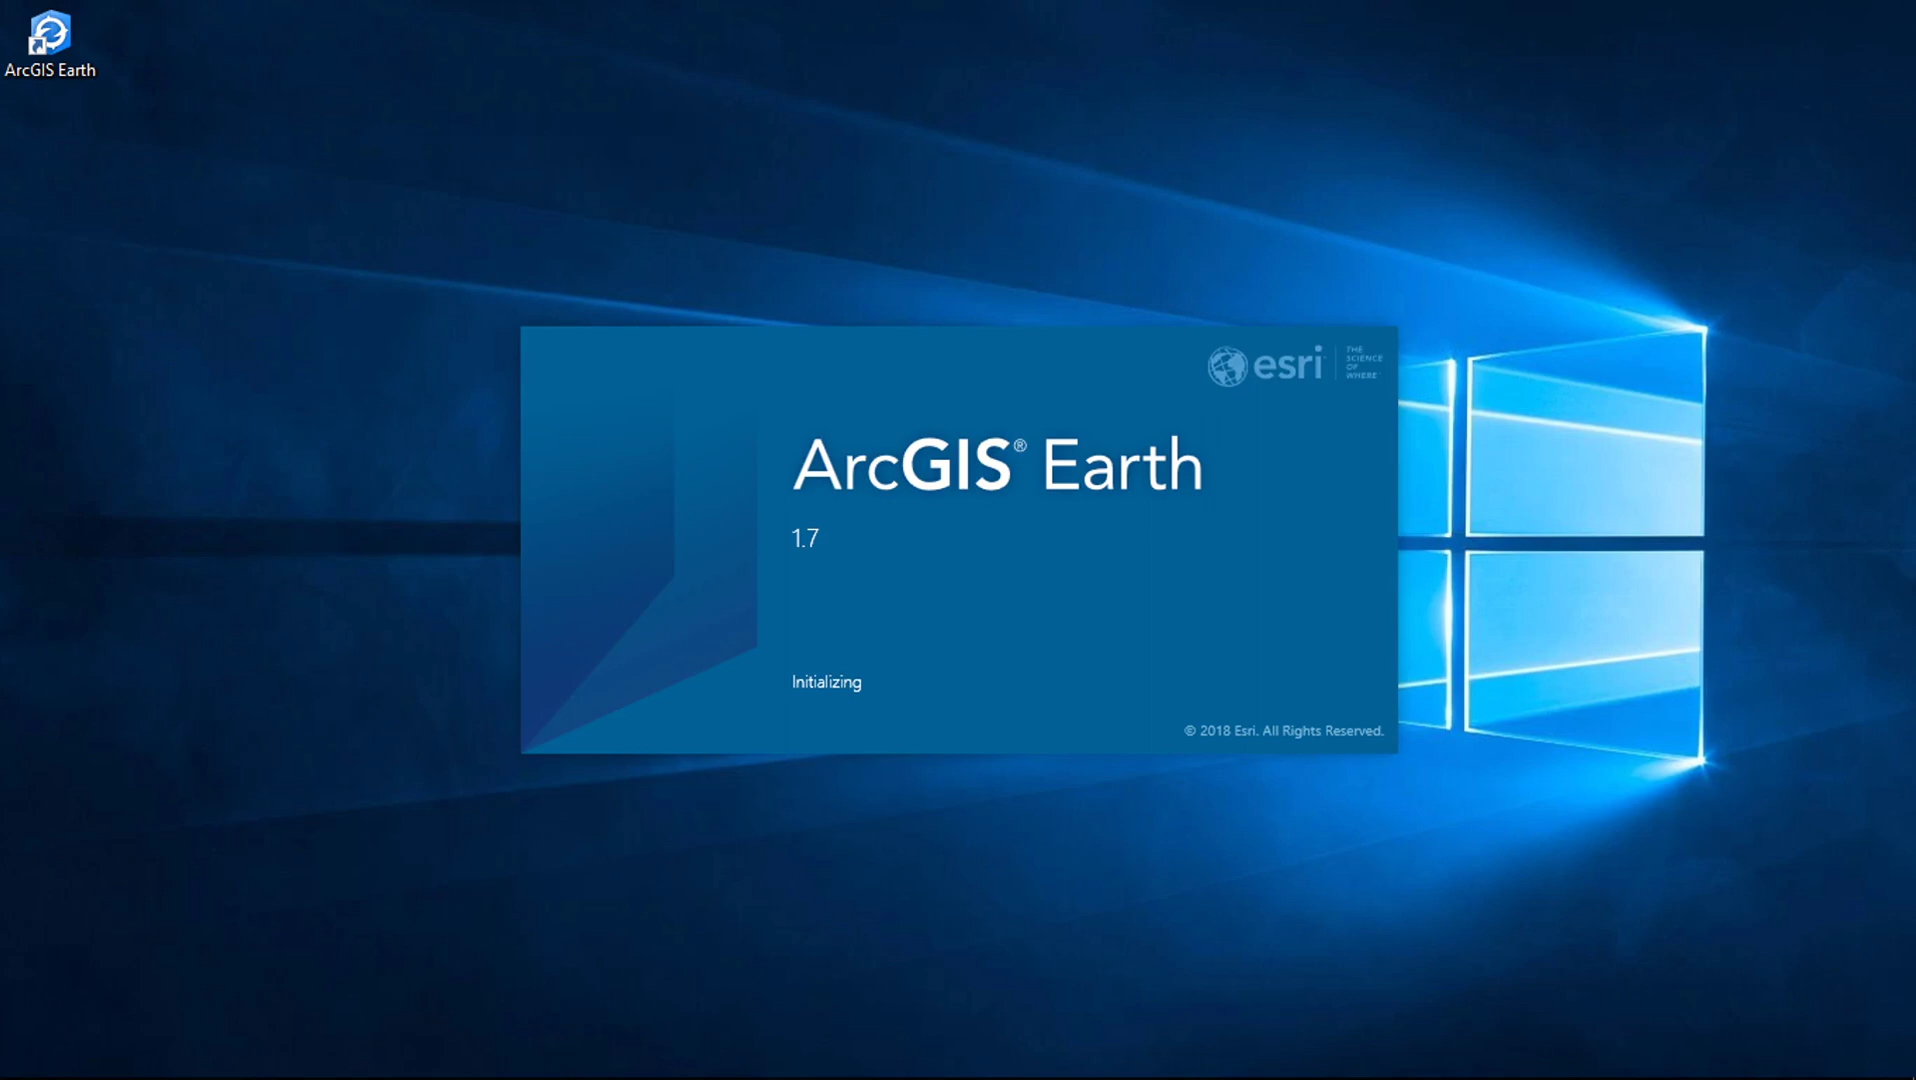 ArcGIS Earth
esri
THE
SCIENCE
OF
WHERE
ArcGIS® Earth
1.7
Initializing
© 2018 Esri. All Rights Reserved.